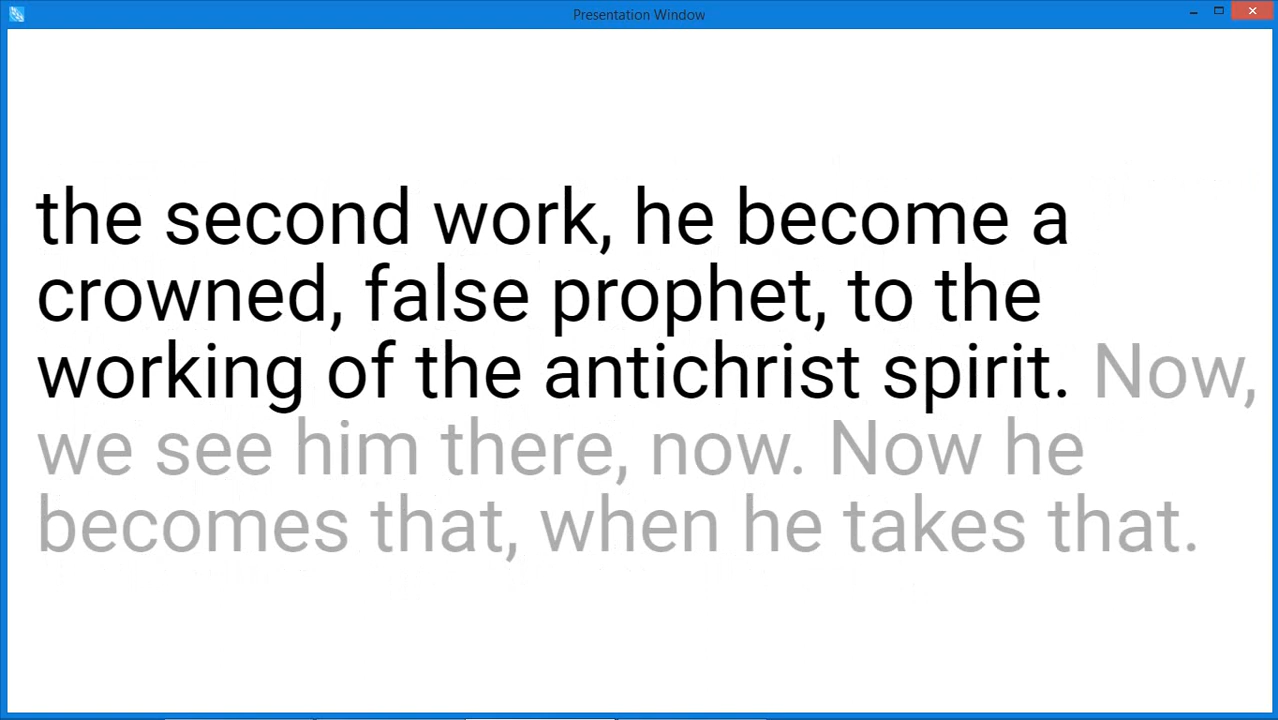 Presentation Window
the second work, he become a
crowned, false prophet, to the
working of the antichrist spirit. Now,
we see him there, now. Now he
becomes that, when he takes that.